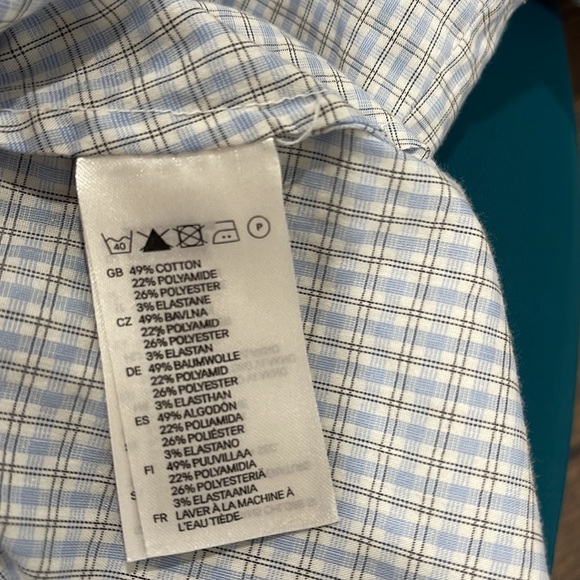 40 P
GB 49% COTTON
22% POLYAMIDE
26% POLYESTER
3% ELASTANE
CZ 49% BAVLNA
22% POLYAMID
26% POLYESTER
3% ELASTAN
DE 49% BAUMWOLLE
22% POLYAMID
26% POLYESTER
3% ELASTHAN
ES 49% ALGODÓN
22% POLIAMIDA
26% POLIÉSTER
3% ELASTANO
FI 49% PUUVILLAA
22% POLYAMIDIA
26% POLYESTERIÄ
3% ELASTAANIA
FR LAVER A LA MACHINE À
L'EAU TIÈDE.